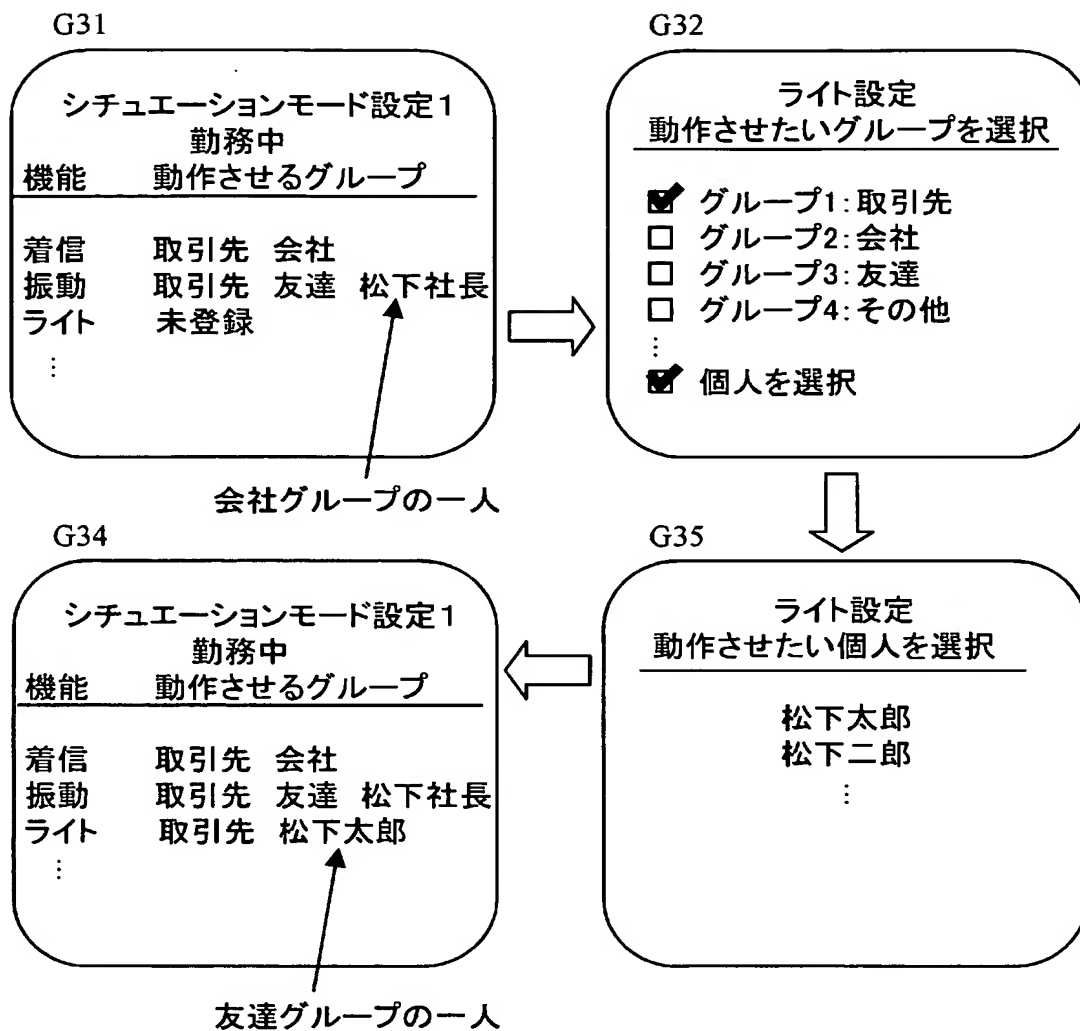 G31
シチュエーションモード設定1
勤務中
機能 動作させるグループ
着信 取引先 会社
振動 取引先 友達 松下社長
ライト 未登録
⋮
会社グループの一人
G32
ライト設定
動作させたいグループを選択
グループ1:取引先
グループ2:会社
グループ3:友達
グループ4:その他
⋮
個人を選択
G35
ライト設定
動作させたい個人を選択
松下太郎
松下二郎
⋮
G34
シチュエーションモード設定1
勤務中
機能 動作させるグループ
着信 取引先 会社
振動 取引先 友達 松下社長
ライト 取引先 松下太郎
⋮
友達グループの一人